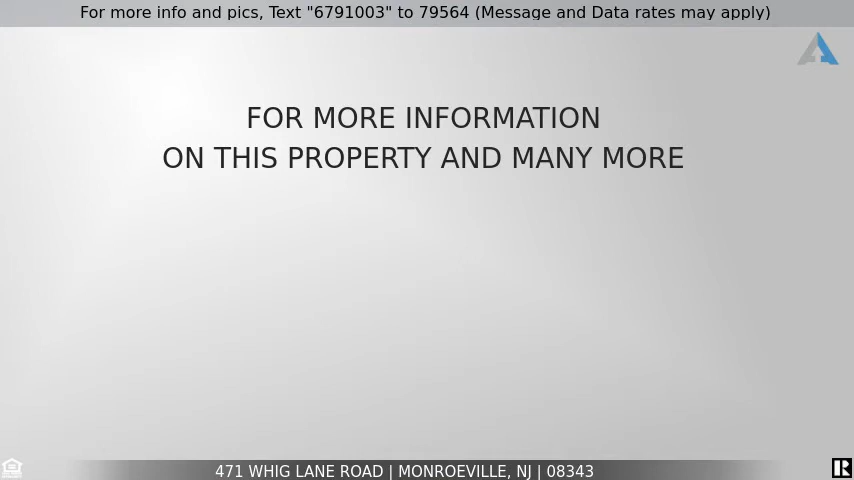 For more info and pics, Text "6791003" to 79564 (Message and Data rates may apply)
FOR MORE INFORMATION
ON THIS PROPERTY AND MANY MORE
471 WHIG LANE ROAD | MONROEVILLE, NJ | 08343